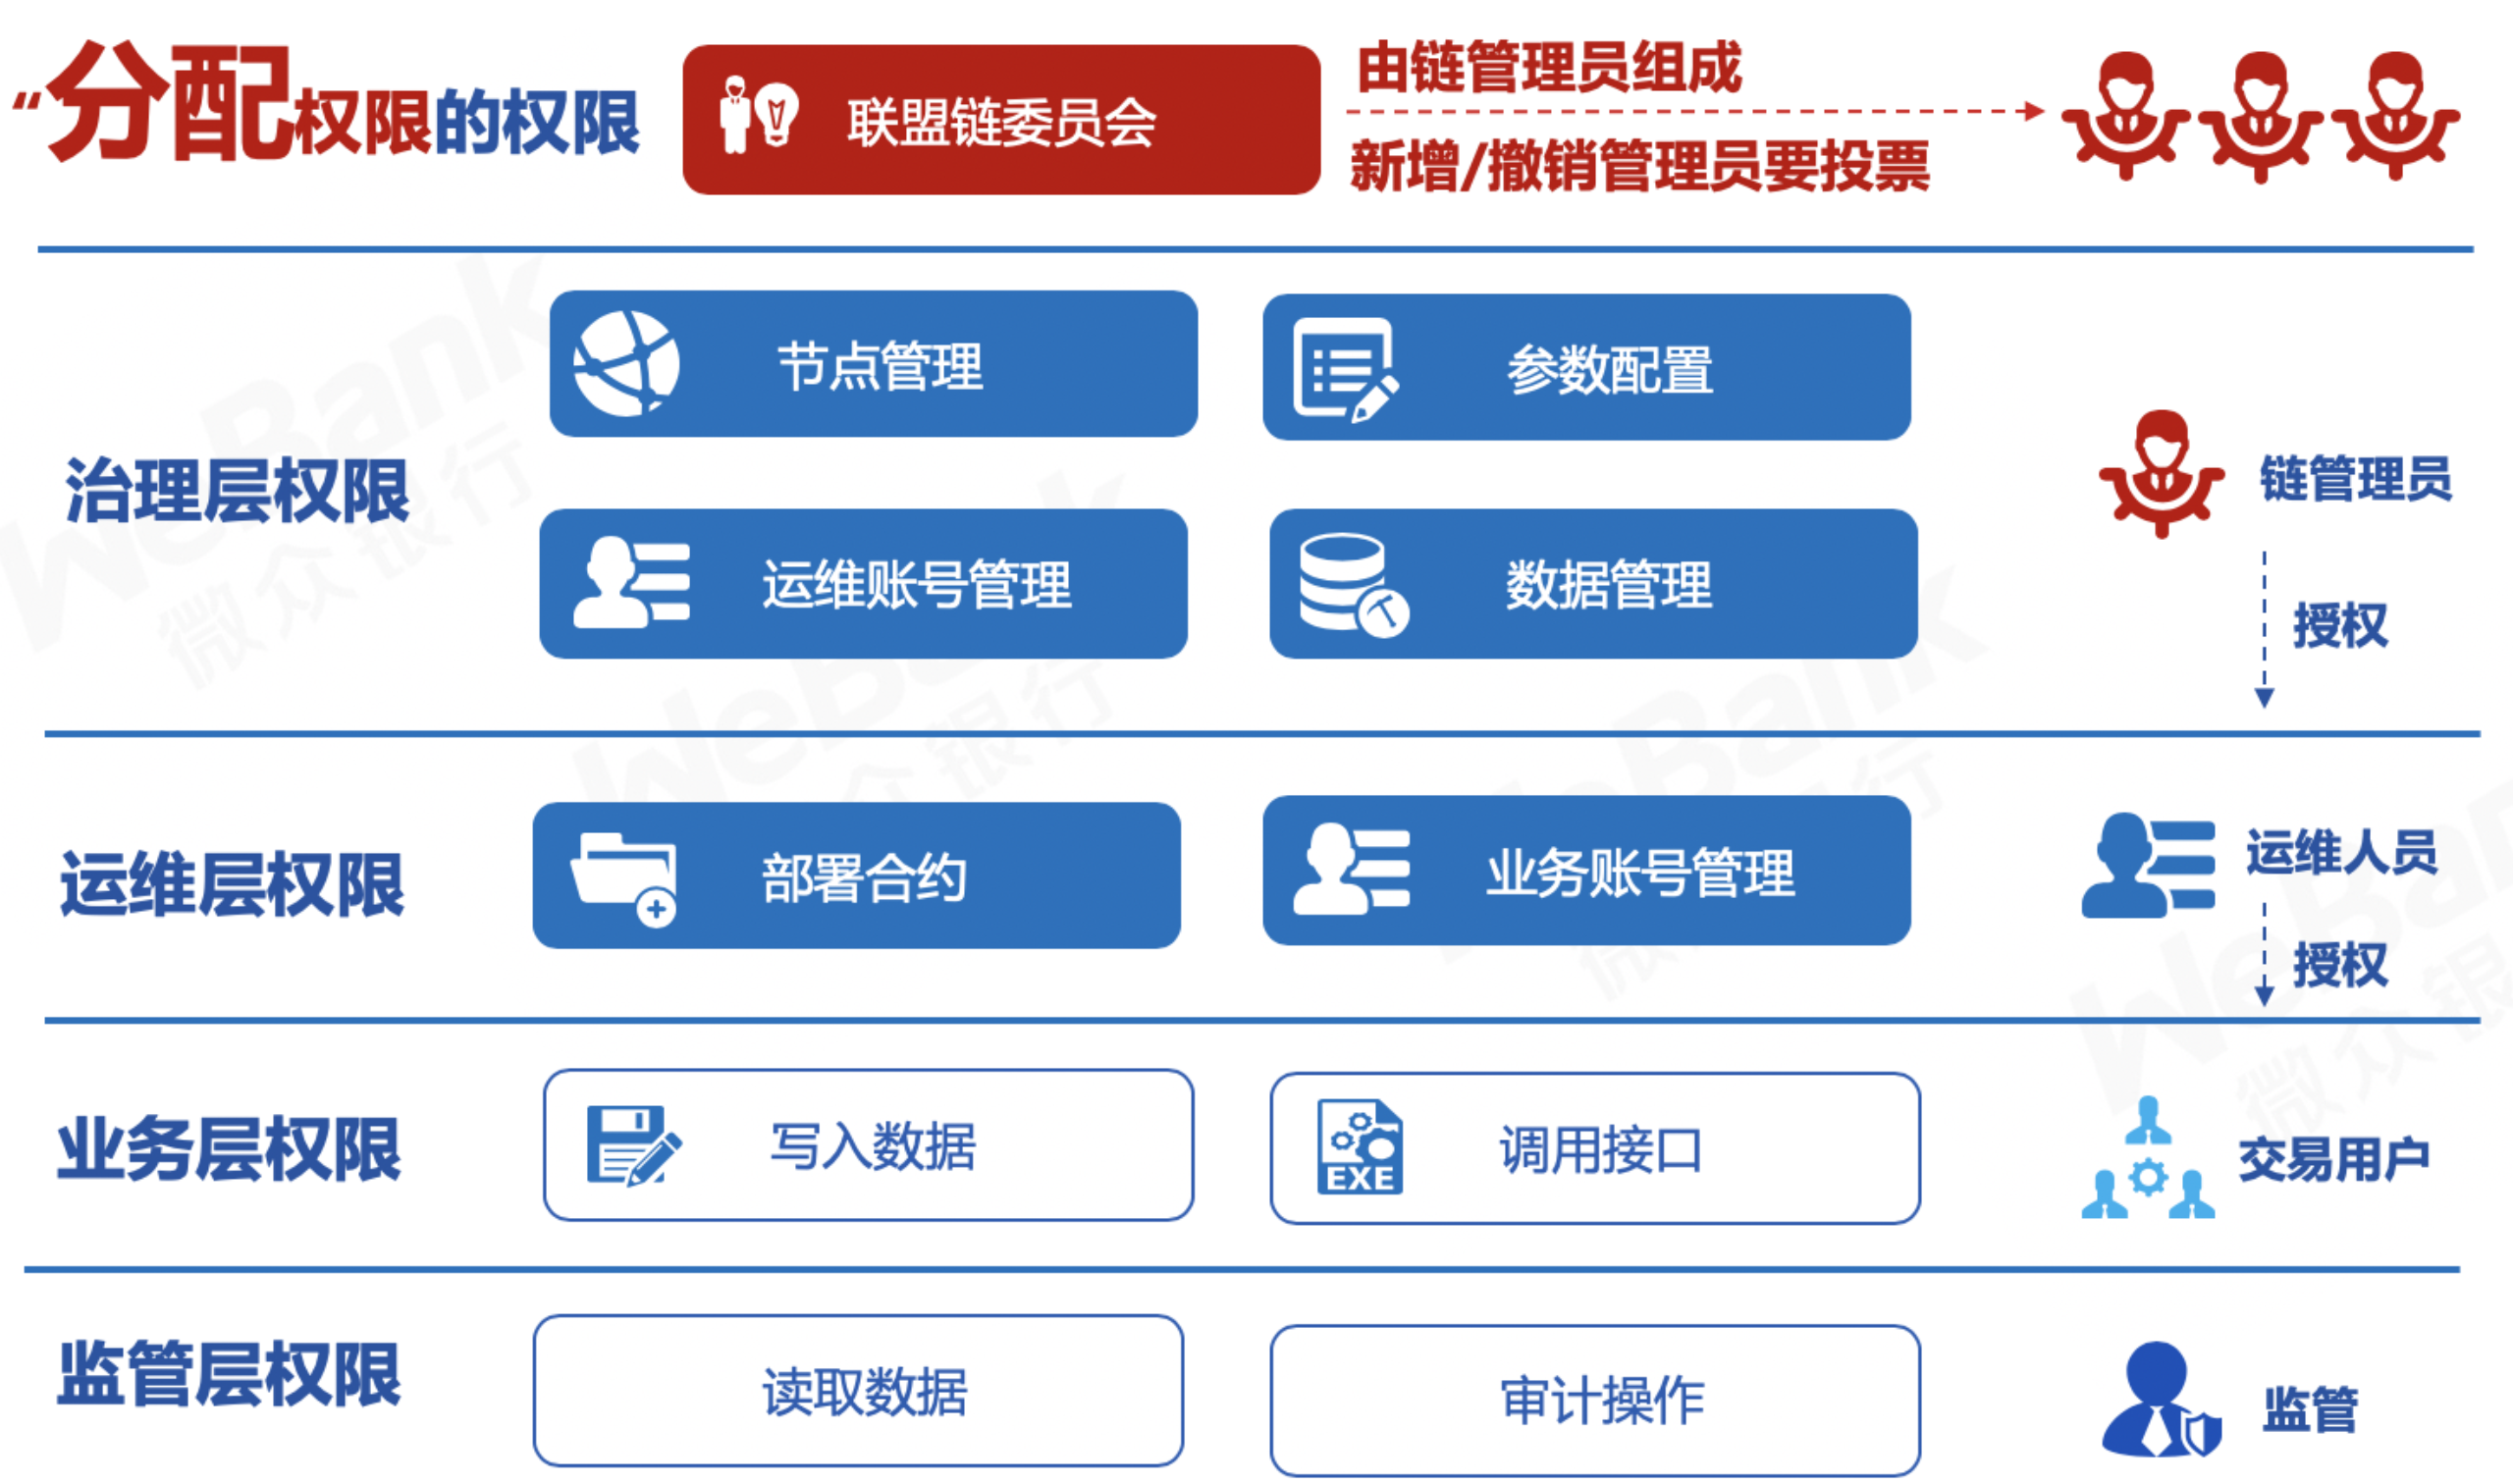 “分配权限的权限
联盟链委员会
由链管理员组成
新增/撤销管理员要投票
治理层权限
节点管理
参数配置
运维账号管理
数据管理
链管理员
授权
运维层权限
部署合约
业务账号管理
运维人员
授权
业务层权限
写入数据
EXE
调用接口
交易用户
监管层权限
读取数据
审计操作
监管
WeBank
微众银行